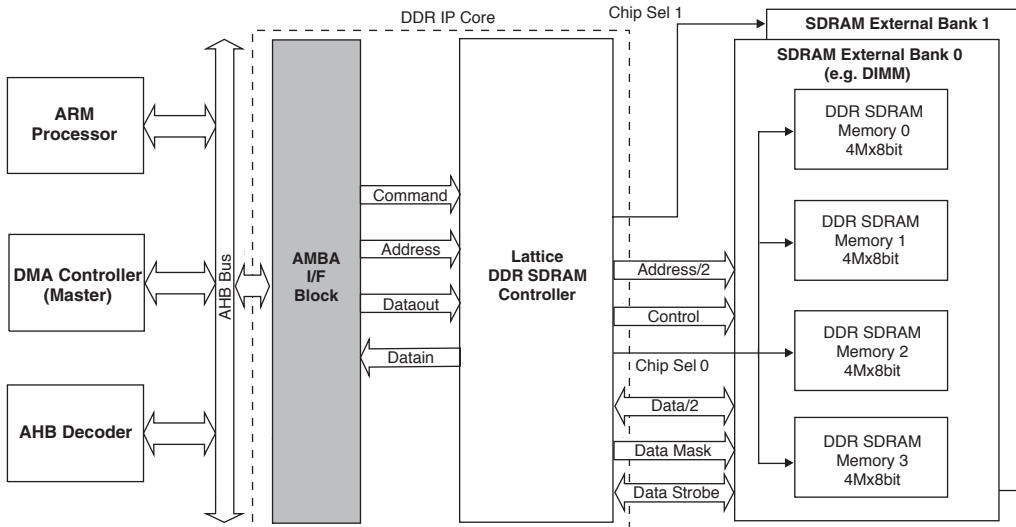 DDR IP Core
Chip Sel 1
SDRAM External Bank 1
SDRAM External Bank 0
(e.g. DIMM)
ARM
Processor
DMA Controller
(Master)
AHB Decoder
AHB Bus
AMBA
I/F
Block
Command
Address
Dataout
Datain
Lattice
DDR SDRAM
Controller
Address/2
Control
Chip Sel 0
Data/2
Data Mask
Data Strobe
DDR SDRAM
Memory 0
4Mx8bit
DDR SDRAM
Memory 1
4Mx8bit
DDR SDRAM
Memory 2
4Mx8bit
DDR SDRAM
Memory 3
4Mx8bit